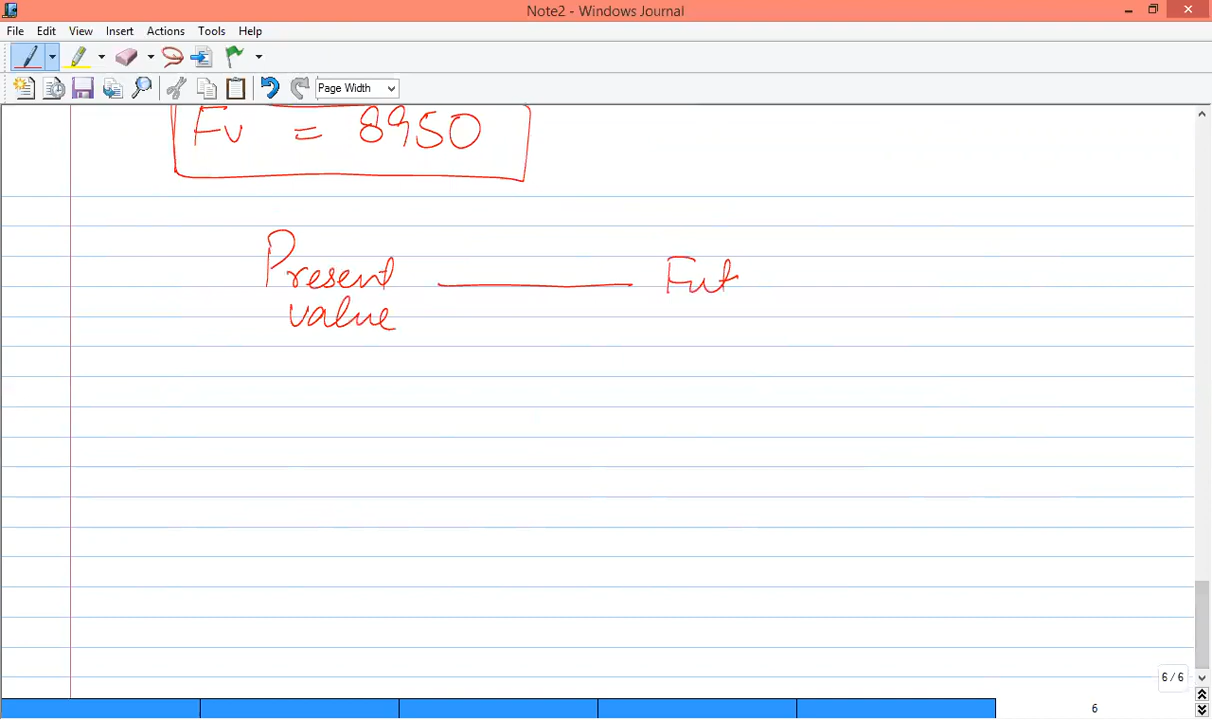 Note2 - Windows Journal
File Edit View Insert Actions Tools Help
Page Width
Fv = 8950
Present ——— Fut
value
6 / 6
6